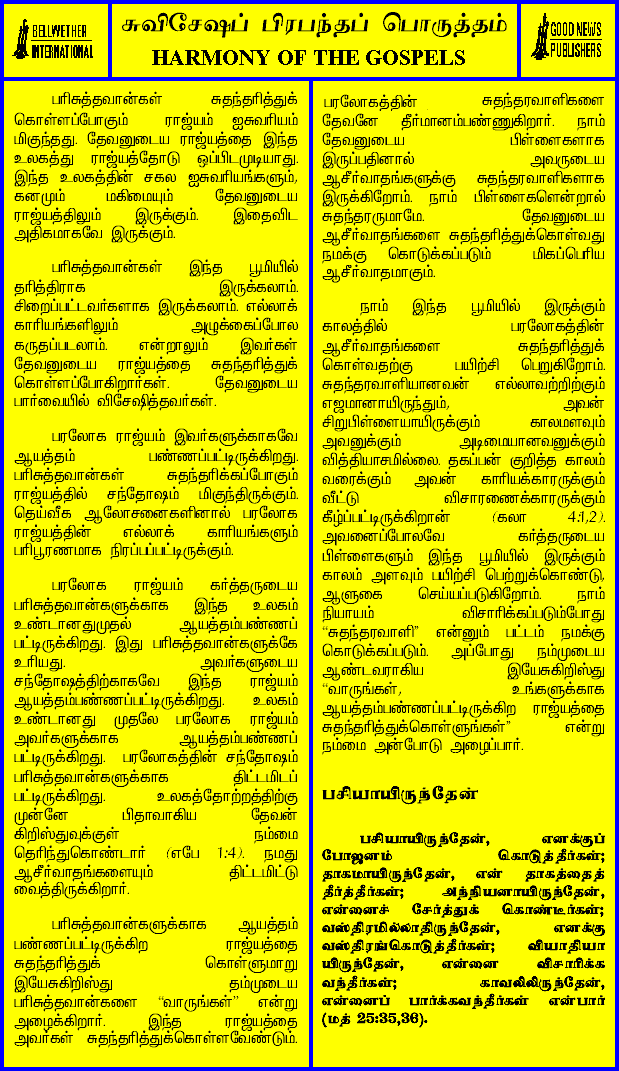 BELLWETHER
INTERNATIONAL
சுவிசேஷப் பிரபந்தப் பொருத்தம்
HARMONY OF THE GOSPELS
GOOD NEWS
PUBLISHERS
பரிசுத்தவான்கள் சுதந்தரித்துக்
கொள்ளப்போகும் ராஜ்யம் ஐசுவரியம்
மிகுந்தது. தேவனுடைய ராஜ்யத்தை இந்த
உலகத்து ராஜ்யத்தோடு ஒப்பிடமுடியாது.
இந்த உலகத்தின் சகல ஐசுவரியங்களும்,
கனமும் மகிமையும் தேவனுடைய
ராஜ்யத்திலும் இருக்கும். இதைவிட
அதிகமாகவே இருக்கும்.
பரிசுத்தவான்கள் இந்த பூமியில்
தரித்திராக இருக்கலாம்.
சிறைப்பட்டவர்களாக இருக்கலாம். எல்லாக்
காரியங்களிலும் அழுக்கைப்போல
கருதப்படலாம். என்றாலும் இவர்கள்
தேவனுடைய ராஜ்யத்தை சுதந்தரித்துக்
கொள்ளப்போகிறார்கள். தேவனுடைய
பார்வையில் விசேஷித்தவர்கள்.
பரலோக ராஜ்யம் இவர்களுக்காகவே
ஆயத்தம் பண்ணப்பட்டிருக்கிறது.
பரிசுத்தவான்கள் சுதந்தரிக்கப்போகும்
ராஜ்யத்தில் சந்தோஷம் மிகுந்திருக்கும்.
தெய்வீக ஆலோசனைகளினால் பரலோக
ராஜ்யத்தின் எல்லாக் காரியங்களும்
பரிபூரணமாக நிரப்பப்பட்டிருக்கும்.
பரலோக ராஜ்யம் கர்த்தருடைய
பரிசுத்தவான்களுக்காக இந்த உலகம்
உண்டானதுமுதல் ஆயத்தம்பண்ணப்
பட்டிருக்கிறது. இது பரிசுத்தவான்களுக்கே
உரியது. அவர்களுடைய
சந்தோஷத்திற்காகவே இந்த ராஜ்யம்
ஆயத்தம்பண்ணப்பட்டிருக்கிறது. உலகம்
உண்டானது முதலே பரலோக ராஜ்யம்
அவர்களுக்காக ஆயத்தம்பண்ணப்
பட்டிருக்கிறது. பரலோகத்தின் சந்தோஷம்
பரிசுத்தவான்களுக்காக திட்டமிடப்
பட்டிருக்கிறது. உலகத்தோற்றத்திற்கு
முன்னே பிதாவாகிய தேவன்
கிறிஸ்துவுக்குள் நம்மை
தெரிந்துகொண்டார் (எபே 1:4). நமது
ஆசீர்வாதங்களையும் திட்டமிட்டு
வைத்திருக்கிறார்.
பரிசுத்தவான்களுக்காக ஆயத்தம்
பண்ணப்பட்டிருக்கிற ராஜ்யத்தை
சுதந்தரித்துக் கொள்ளுமாறு
இயேசுகிறிஸ்து தம்முடைய
பரிசுத்தவான்களை “வாருங்கள்” என்று
அழைக்கிறார். இந்த ராஜ்யத்தை
அவர்கள் சுதந்தரித்துக்கொள்ளவேண்டும்.
பரலோகத்தின் சுதந்தரவாளிகளை
தேவனே தீர்மானம்பண்ணுகிறார். நாம்
தேவனுடைய பிள்ளைகளாக
இருப்பதினால் அவருடைய
ஆசீர்வாதங்களுக்கு சுதந்தரவாளிகளாக
இருக்கிறோம். நாம் பிள்ளைகளென்றால்
சுதந்தரருமாமே. தேவனுடைய
ஆசீர்வாதங்களை சுதந்தரித்துக்கொள்வது
நமக்கு கொடுக்கப்படும் மிகப்பெரிய
ஆசீர்வாதமாகும்.
நாம் இந்த பூமியில் இருக்கும்
காலத்தில் பரலோகத்தின்
ஆசீர்வாதங்களை சுதந்தரித்துக்
கொள்வதற்கு பயிற்சி பெறுகிறோம்.
சுதந்தரவாளியானவன் எல்லாவற்றிற்கும்
எஜமானாயிருந்தும், அவன்
சிறுபிள்ளையாயிருக்கும் காலமளவும்
அவனுக்கும் அடிமையானவனுக்கும்
வித்தியாசமில்லை. தகப்பன் குறித்த காலம்
வரைக்கும் அவன் காரியக்காரருக்கும்
வீட்டு விசாரணைக்காரருக்கும்
கீழ்ப்பட்டிருக்கிறான் (கலா 4:1,2).
அவனைப்போலவே கர்த்தருடைய
பிள்ளைகளும் இந்த பூமியில் இருக்கும்
காலம் அளவும் பயிற்சி பெற்றுக்கொண்டு,
ஆளுகை செய்யப்படுகிறோம். நாம்
நியாயம் விசாரிக்கப்படும்போது
“சுதந்தரவாளி” என்னும் பட்டம் நமக்கு
கொடுக்கப்படும். அப்போது நம்முடைய
ஆண்டவராகிய இயேசுகிறிஸ்து
“வாருங்கள், உங்களுக்காக
ஆயத்தம்பண்ணப்பட்டிருக்கிற ராஜ்யத்தை
சுதந்தரித்துக்கொள்ளுங்கள்” என்று
நம்மை அன்போடு அழைப்பார்.
பசியாயிருந்தேன்
பசியாயிருந்தேன், எனக்குப்
போஜனம் கொடுத்தீர்கள்;
தாகமாயிருந்தேன், என் தாகத்தைத்
தீர்த்தீர்கள்; அந்நியனாயிருந்தேன்,
என்னைச் சேர்த்துக் கொண்டீர்கள்;
வஸ்திரமில்லாதிருந்தேன், எனக்கு
வஸ்திரங்கொடுத்தீர்கள்; வியாதியா
யிருந்தேன், என்னை விசாரிக்க
வந்தீர்கள்; காவலிலிருந்தேன்,
என்னைப் பார்க்கவந்தீர்கள் என்பார்
(மத் 25:35,36).